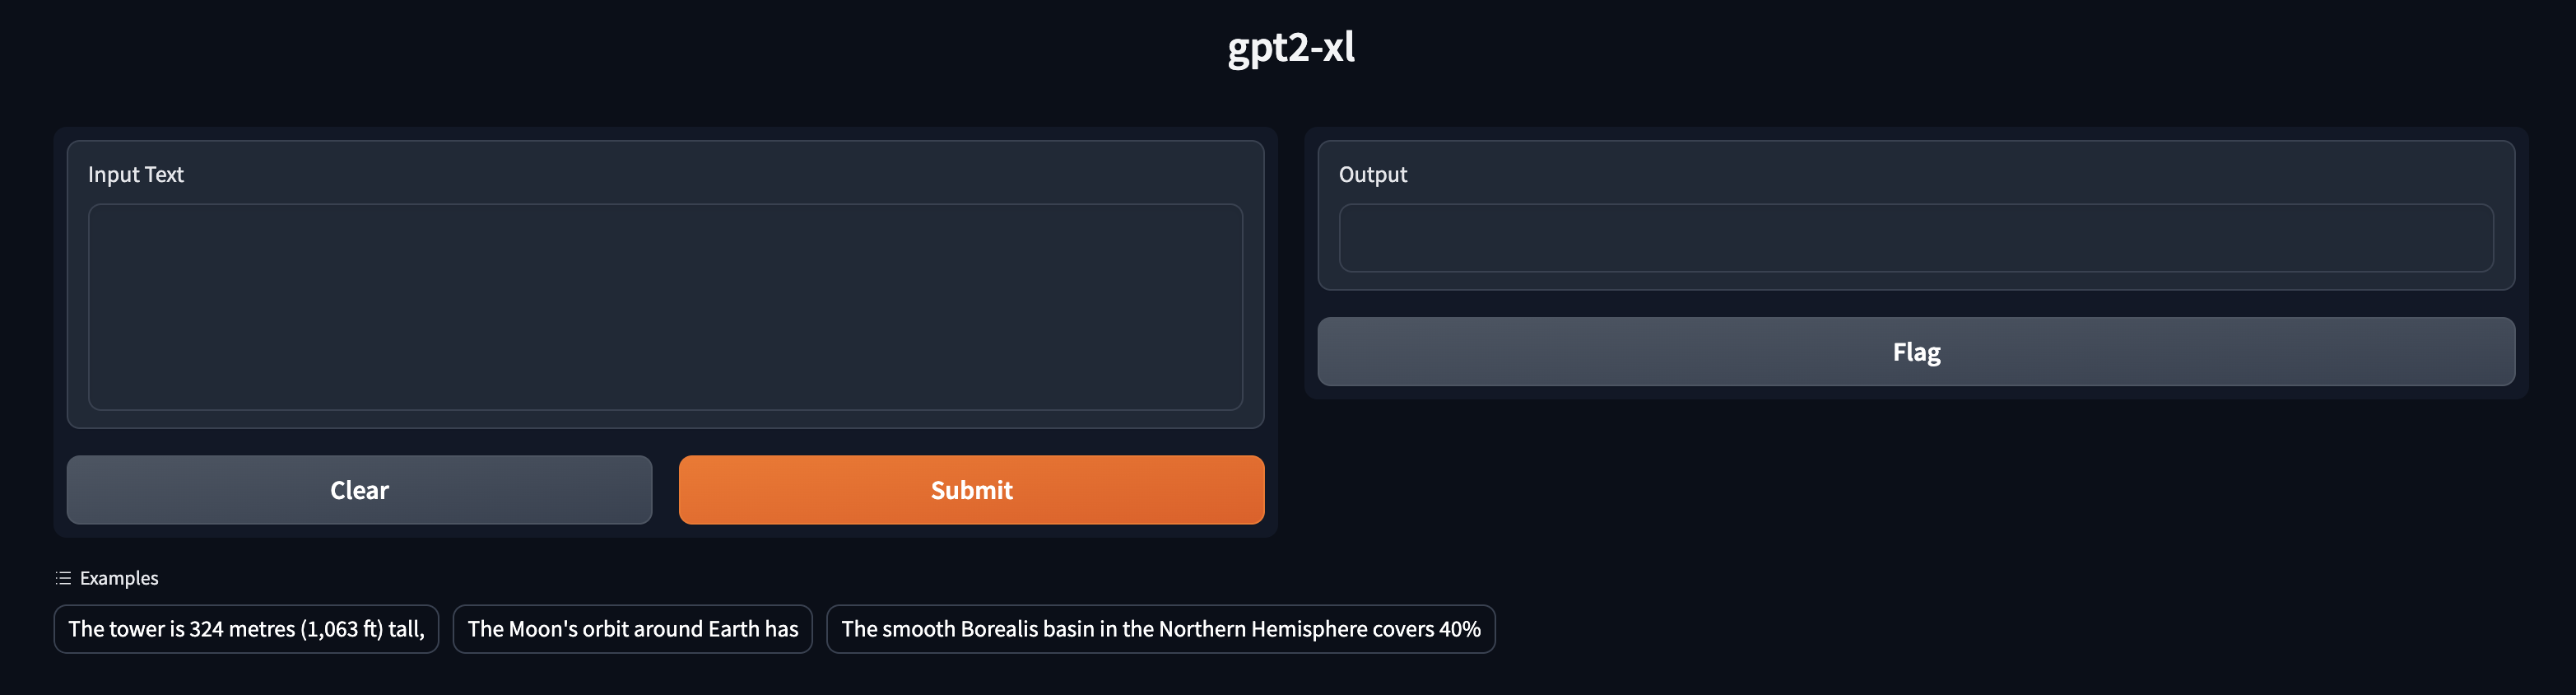 gpt2-xl
Input Text
Output
Flag
Clear
Submit
Examples
The tower is 324 metres (1,063 ft) tall,
The Moon's orbit around Earth has
The smooth Borealis basin in the Northern Hemisphere covers 40%